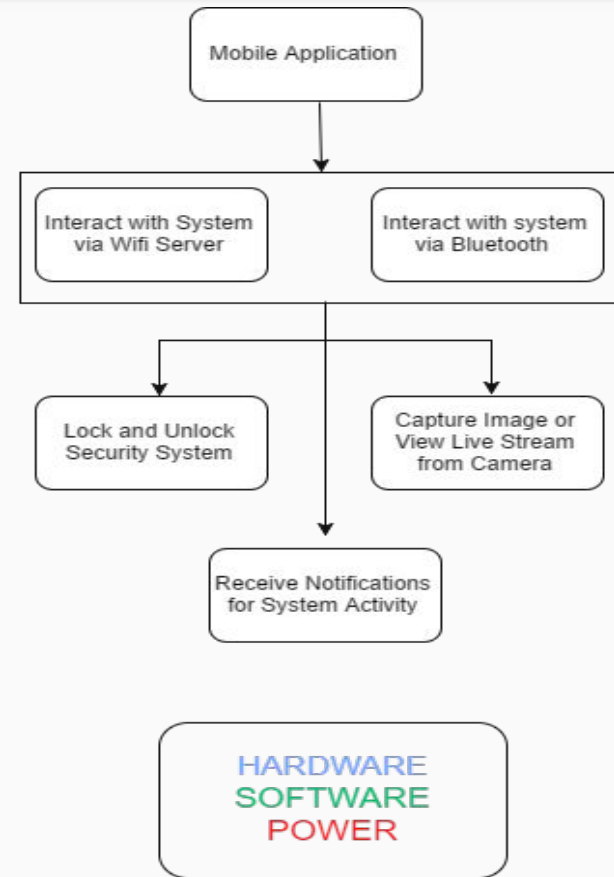 Mobile Application
Interact with System
via Wifi Server
Interact with system
via Bluetooth
Lock and Unlock
Security System
Capture Image or
View Live Stream
from Camera
Receive Notifications
for System Activity
HARDWARE
SOFTWARE
POWER